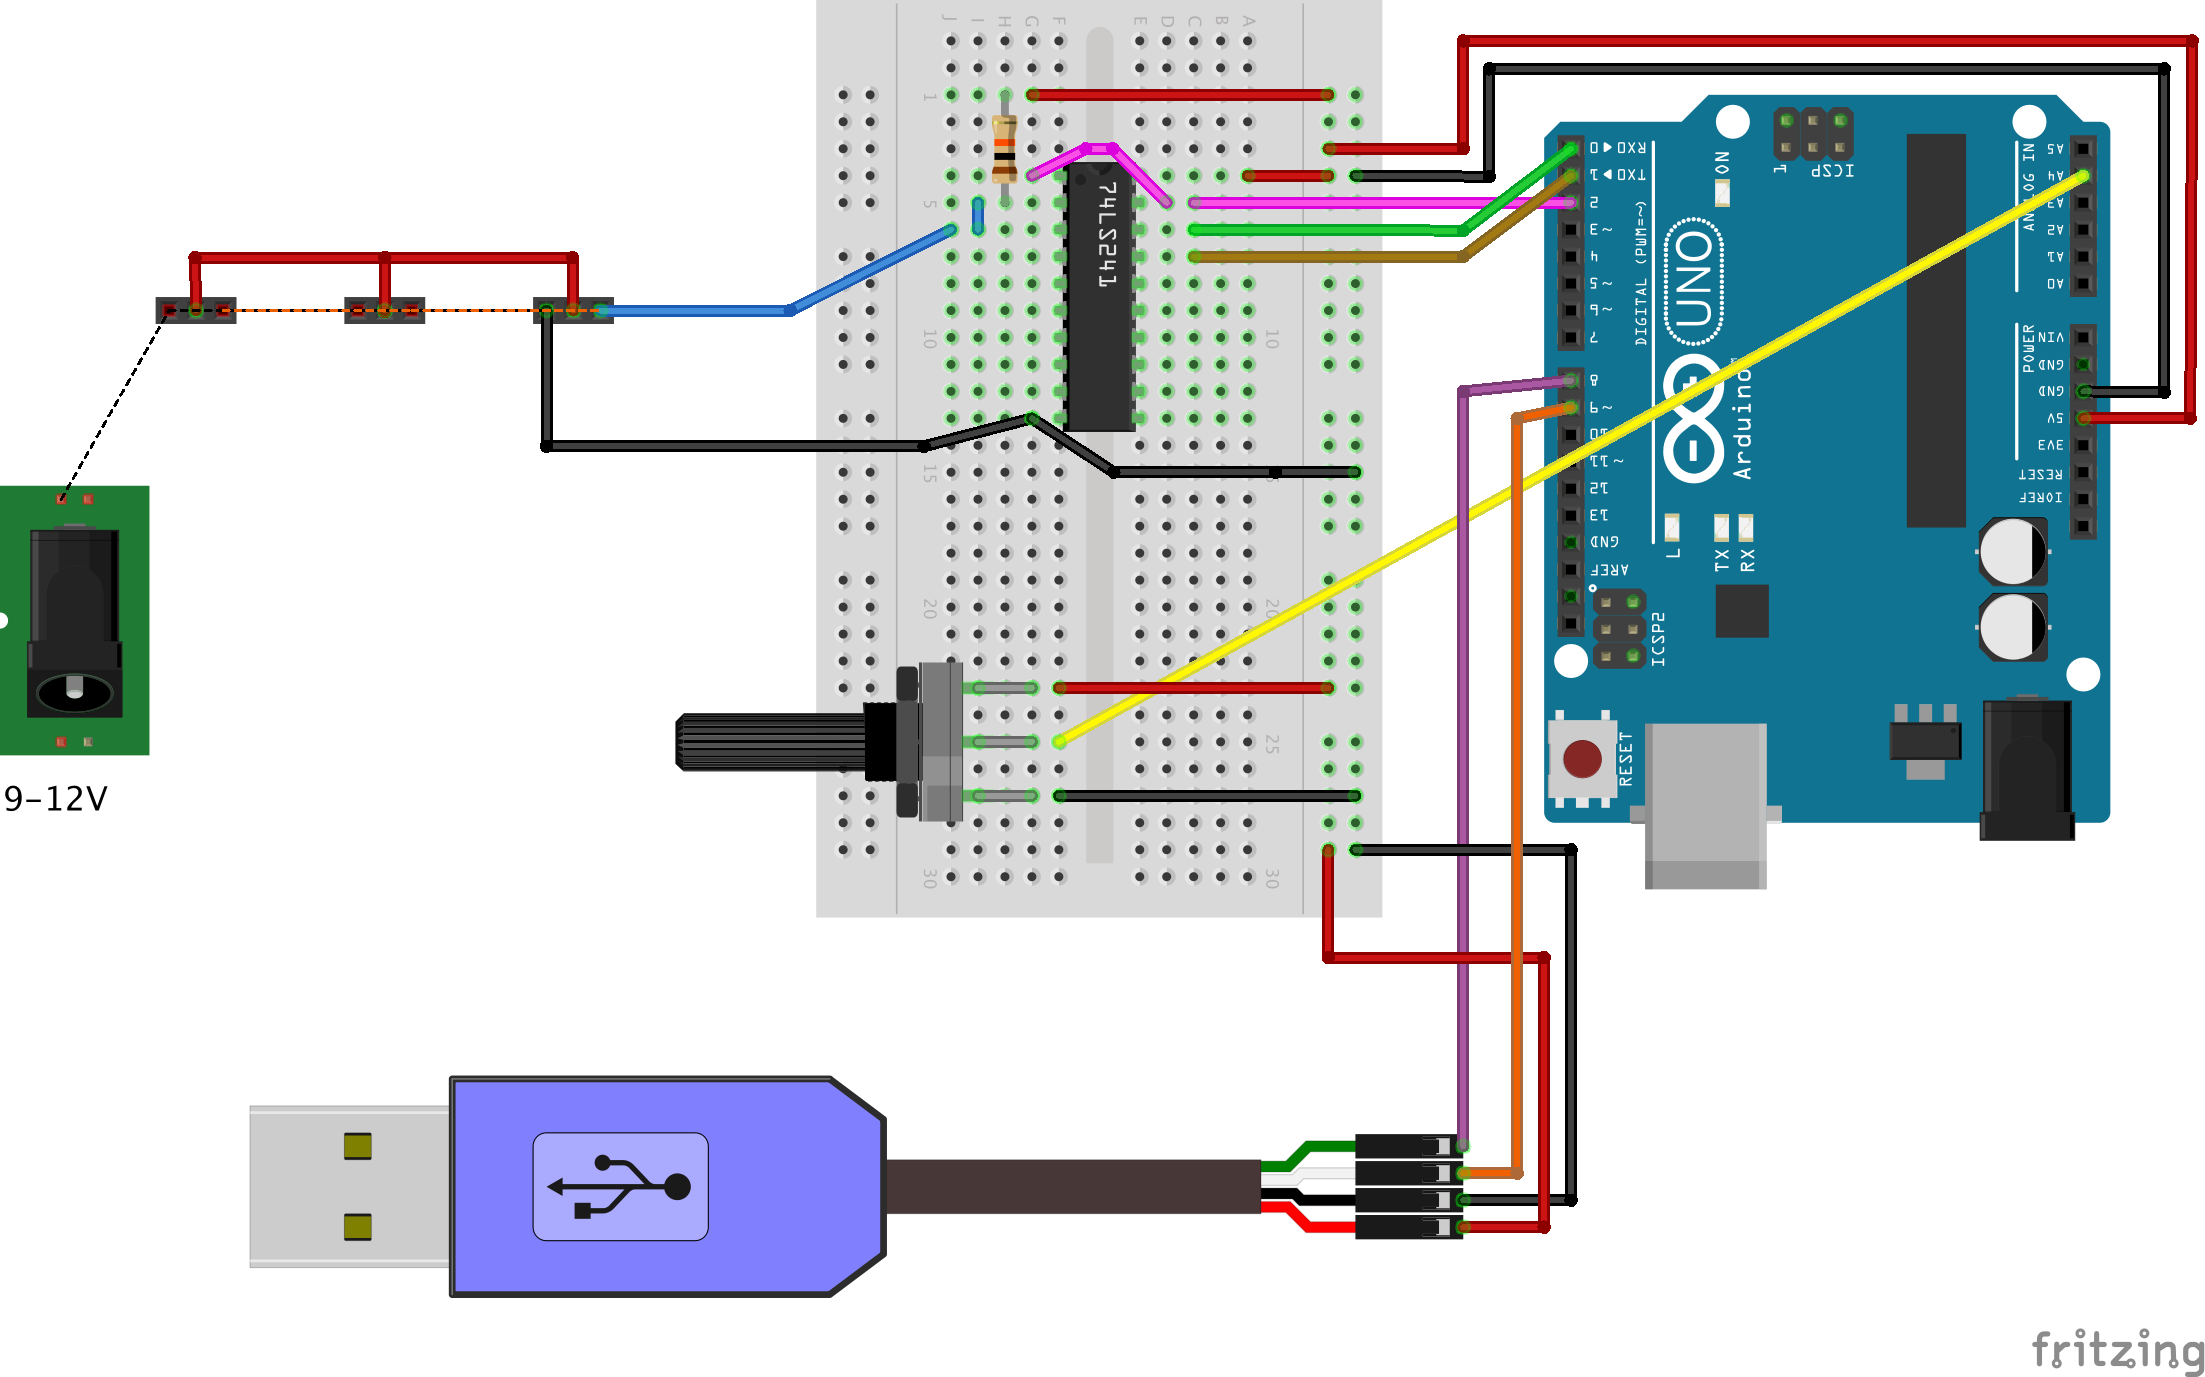 J I H G F E D C B A
1
5
10 10
15 15
20 20
25
30 30
74LS241
9-12V
RX0 ◀ 0
TX0 ▶ 1
2
~3
4
~5
~6
7
8
~9
~10
~11
12
13
GND
AREF
DIGITAL (PWM=~)
UNO
Arduino
ON
1
ICSP
ICSP2
L
TX
RX
RESET
ANALOG IN
A5
A4
A3
A2
A1
A0
POWER
VIN
GND
GND
5V
3V3
RESET
IOREF
fritzing